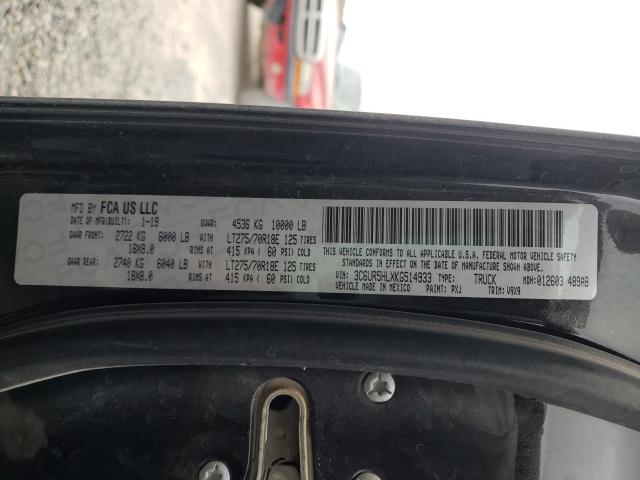 MFD BY FCA US LLC
DATE OF MFR(BUILT): 1-19 GVWR: 4536 KG 10000 LB
GAWR FRONT: 2722 KG 6000 LB WITH LT275/70R18E 125 TIRES
18X8.0 RIMS AT 415 KPA ( 60 PSI) COLD
GAWR REAR: 2740 KG 6040 LB WITH LT275/70R18E 125 TIRES
18X8.0 RIMS AT 415 KPA ( 60 PSI) COLD
THIS VEHICLE CONFORMS TO ALL APPLICABLE U.S.A. FEDERAL MOTOR VEHICLE SAFETY
STANDARDS IN EFFECT ON THE DATE OF MANUFACTURE SHOWN ABOVE.
VIN: 3C6UR5HLXKG514933 TYPE: TRUCK MDH:012603 489AB
VEHICLE MADE IN MEXICO PAINT: PXJ TRIM: V9X9